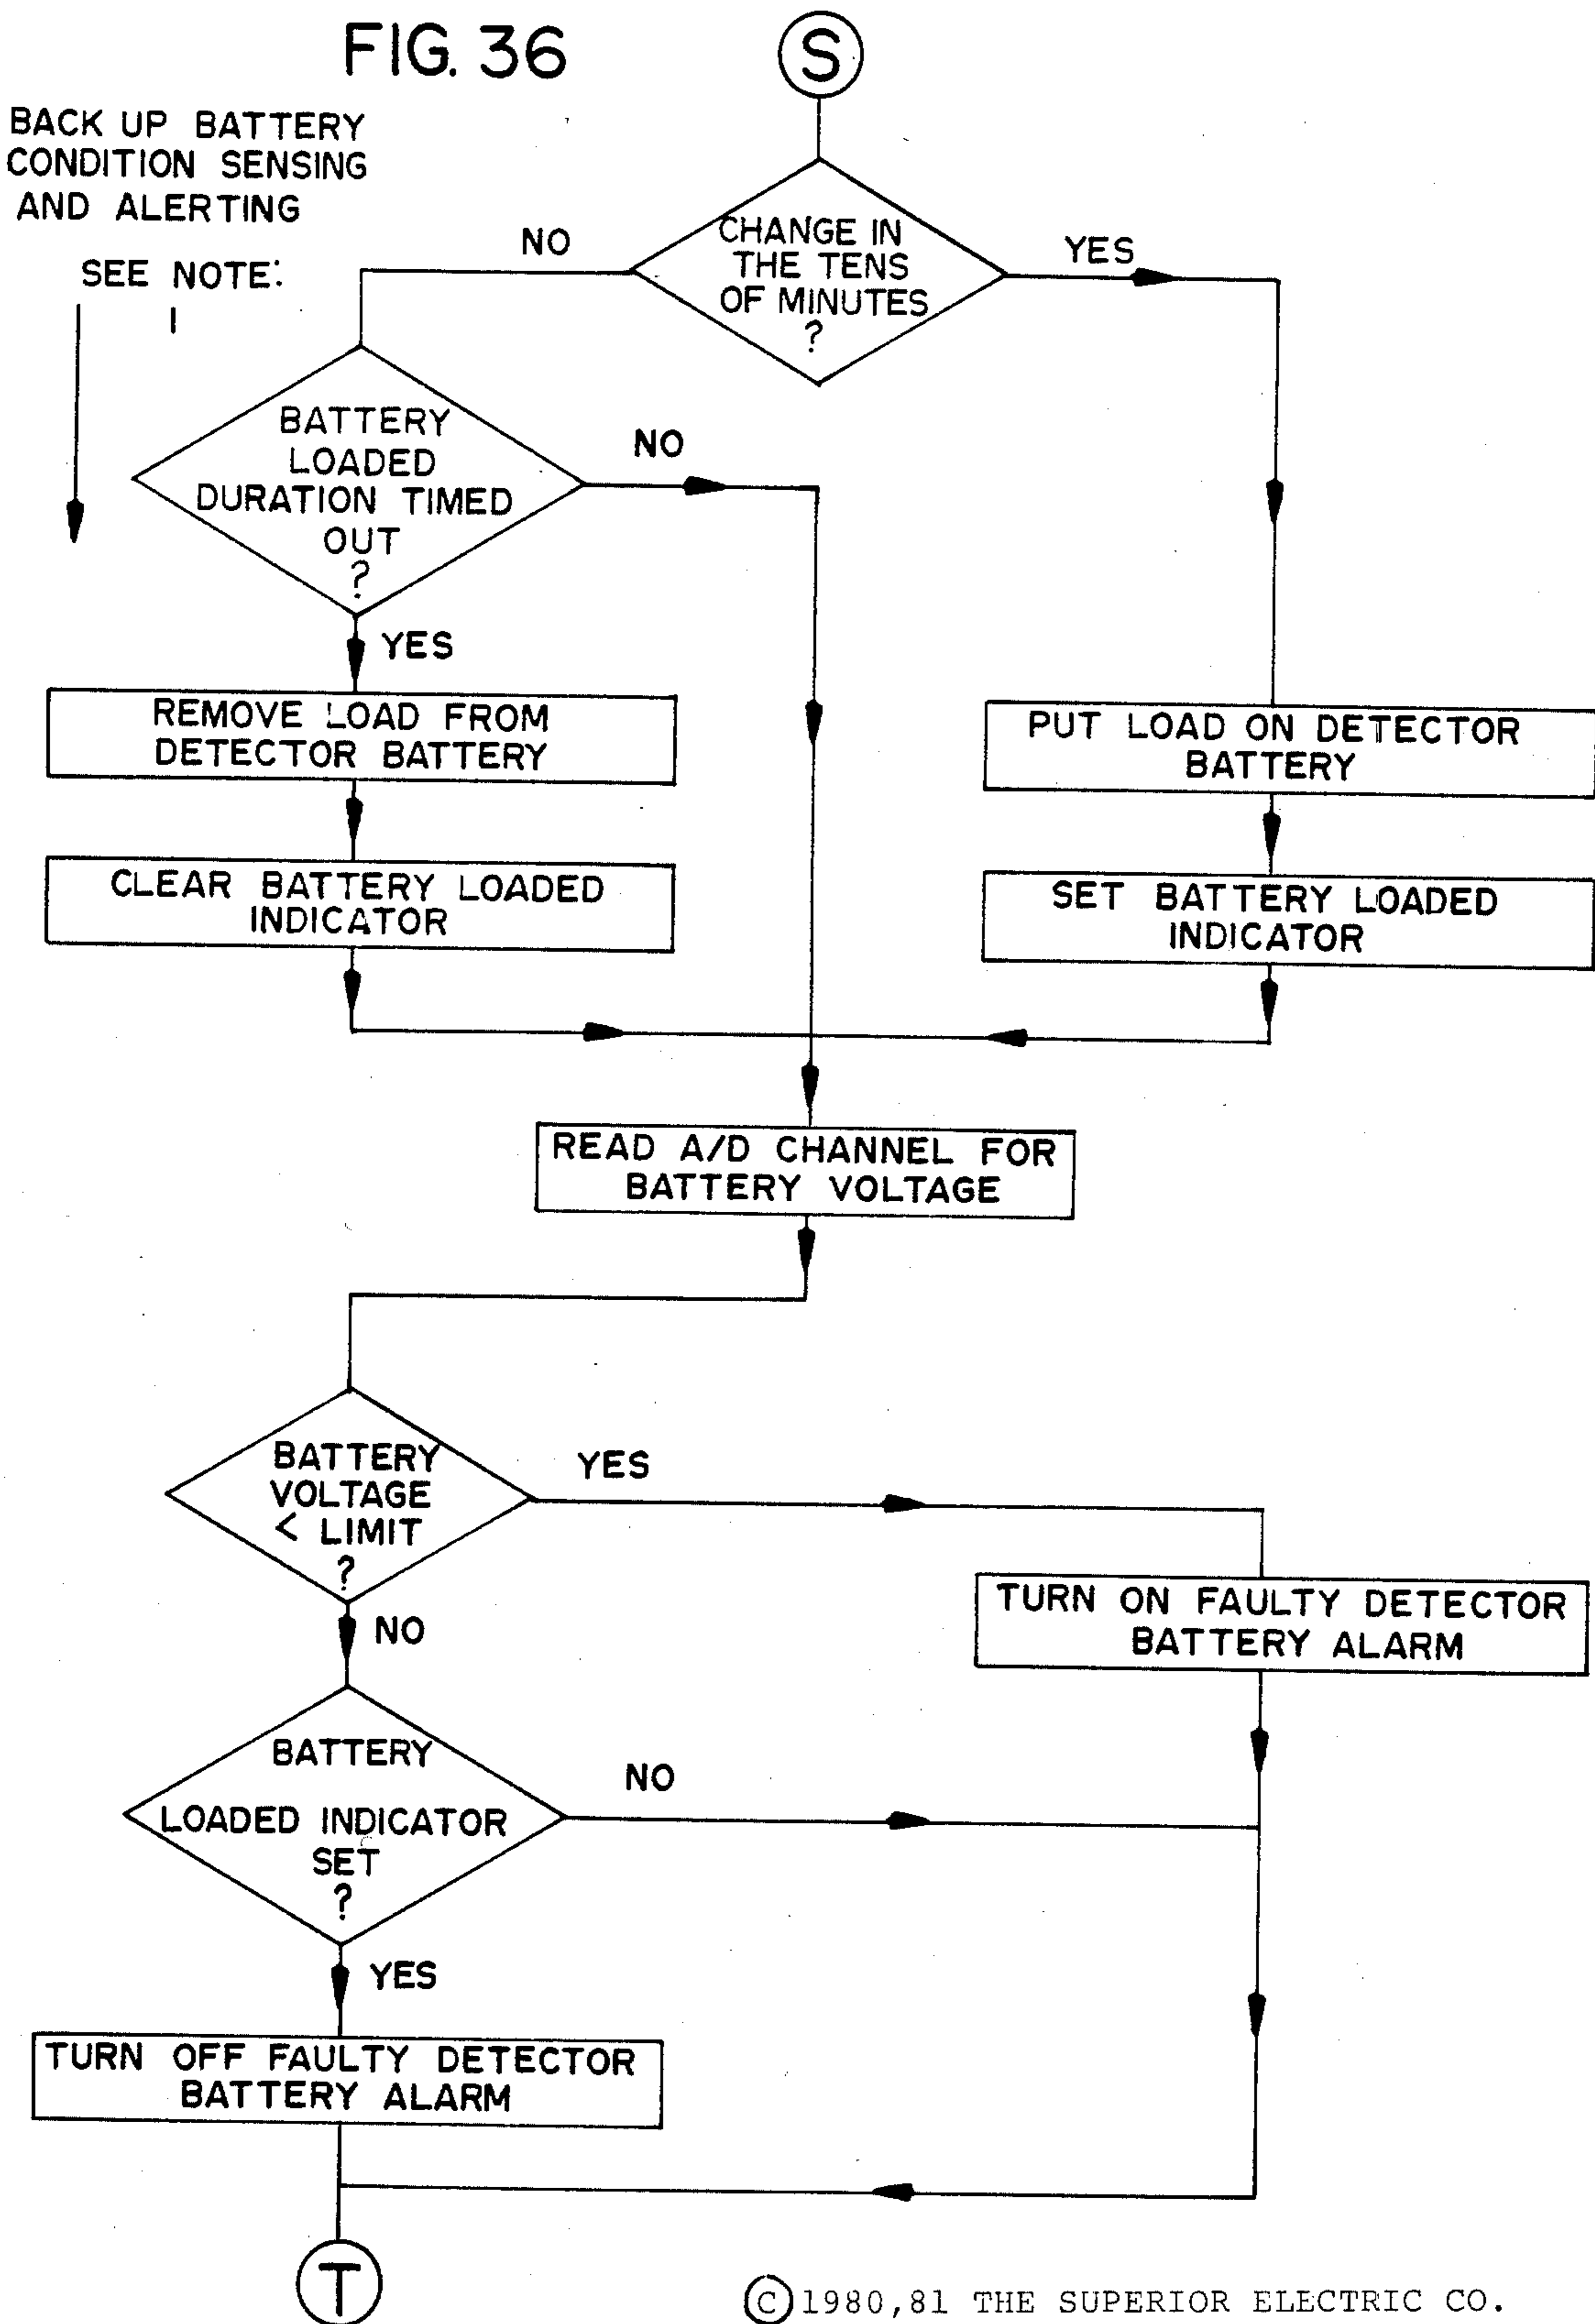 FIG. 36
S
BACK UP BATTERY
CONDITION SENSING
AND ALERTING
SEE NOTE:
1
CHANGE IN
THE TENS
OF MINUTES
?
NO
YES
BATTERY
LOADED
DURATION TIMED
OUT
?
NO
YES
REMOVE LOAD FROM
DETECTOR BATTERY
PUT LOAD ON DETECTOR
BATTERY
CLEAR BATTERY LOADED
INDICATOR
SET BATTERY LOADED
INDICATOR
READ A/D CHANNEL FOR
BATTERY VOLTAGE
BATTERY
VOLTAGE
< LIMIT
?
YES
NO
TURN ON FAULTY DETECTOR
BATTERY ALARM
BATTERY
LOADED INDICATOR
SET
?
NO
YES
TURN OFF FAULTY DETECTOR
BATTERY ALARM
T
© 1980,81 THE SUPERIOR ELECTRIC CO.